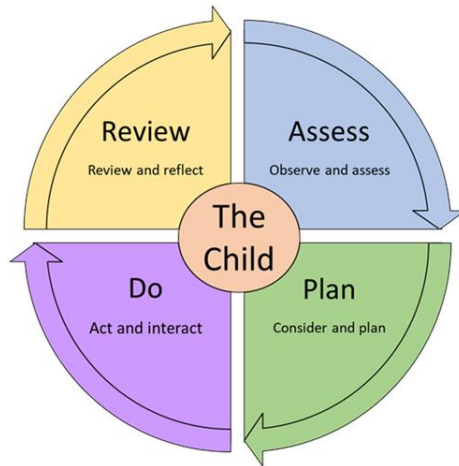 Review
Review and reflect
Assess
Observe and assess
The
Child
Do
Act and interact
Plan
Consider and plan